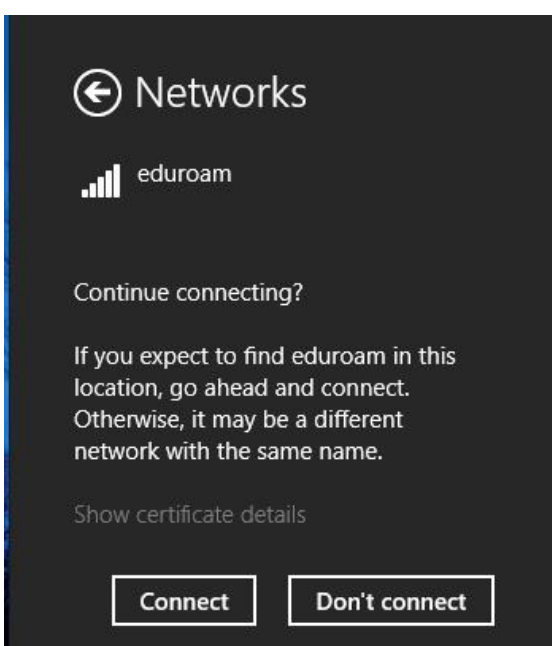 Networks
eduroam
Continue connecting?
If you expect to find eduroam in this
location, go ahead and connect.
Otherwise, it may be a different
network with the same name.
Show certificate details
Connect Don't connect